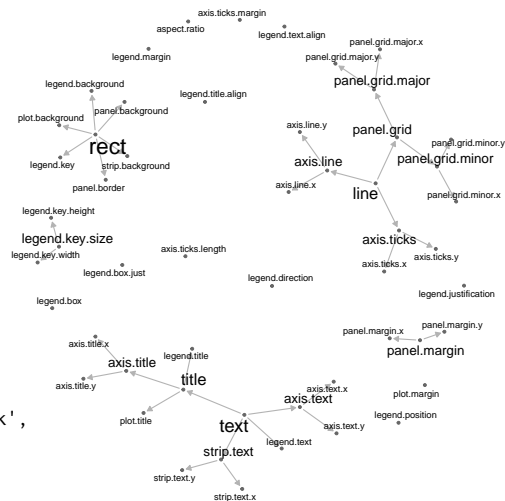 axis.ticks.margin
aspect.ratio
legend.text.align
legend.margin
panel.grid.major.x
panel.grid.major.y
panel.grid.major
legend.background
legend.title.align
panel.background
plot.background
axis.line.y
panel.grid
rect
panel.grid.minor.y
panel.grid.minor
axis.line
legend.key
strip.background
panel.border
axis.line.x
line
panel.grid.minor.x
legend.key.height
legend.key.size
axis.ticks
legend.key.width
axis.ticks.length
axis.ticks.y
legend.box.just
axis.ticks.x
legend.direction
legend.justification
legend.box
panel.margin.x
panel.margin.y
axis.title.x
panel.margin
legend.title
axis.title
title
axis.title.y
axis.text.x
plot.margin
axis.text
plot.title
legend.position
k',
text
axis.text.y
legend.text
strip.text
strip.text.y
strip.text.x